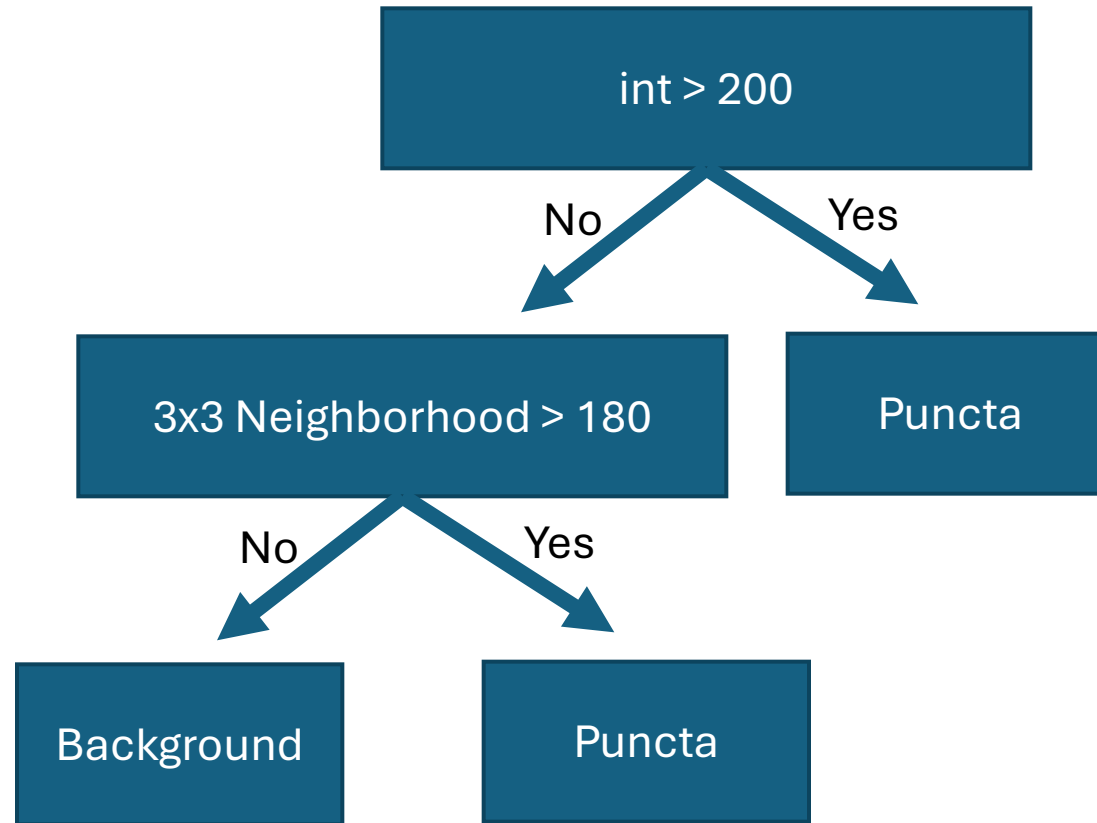 int > 200
No
Yes
3x3 Neighborhood > 180
Puncta
No
Yes
Background
Puncta